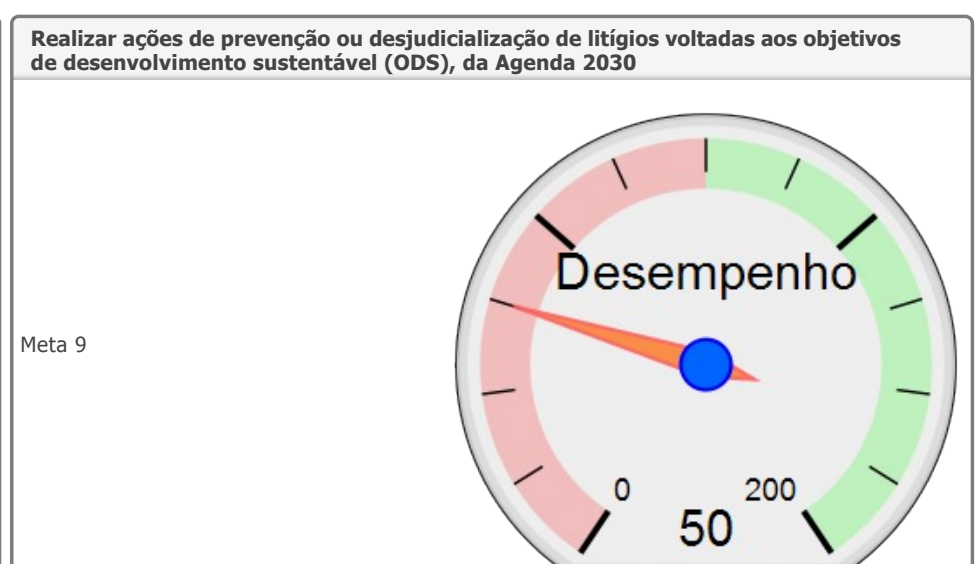 Realizar ações de prevenção ou desjudicialização de litígios voltadas aos objetivos
de desenvolvimento sustentável (ODS), da Agenda 2030
Desempenho
Meta 9
0 200
50